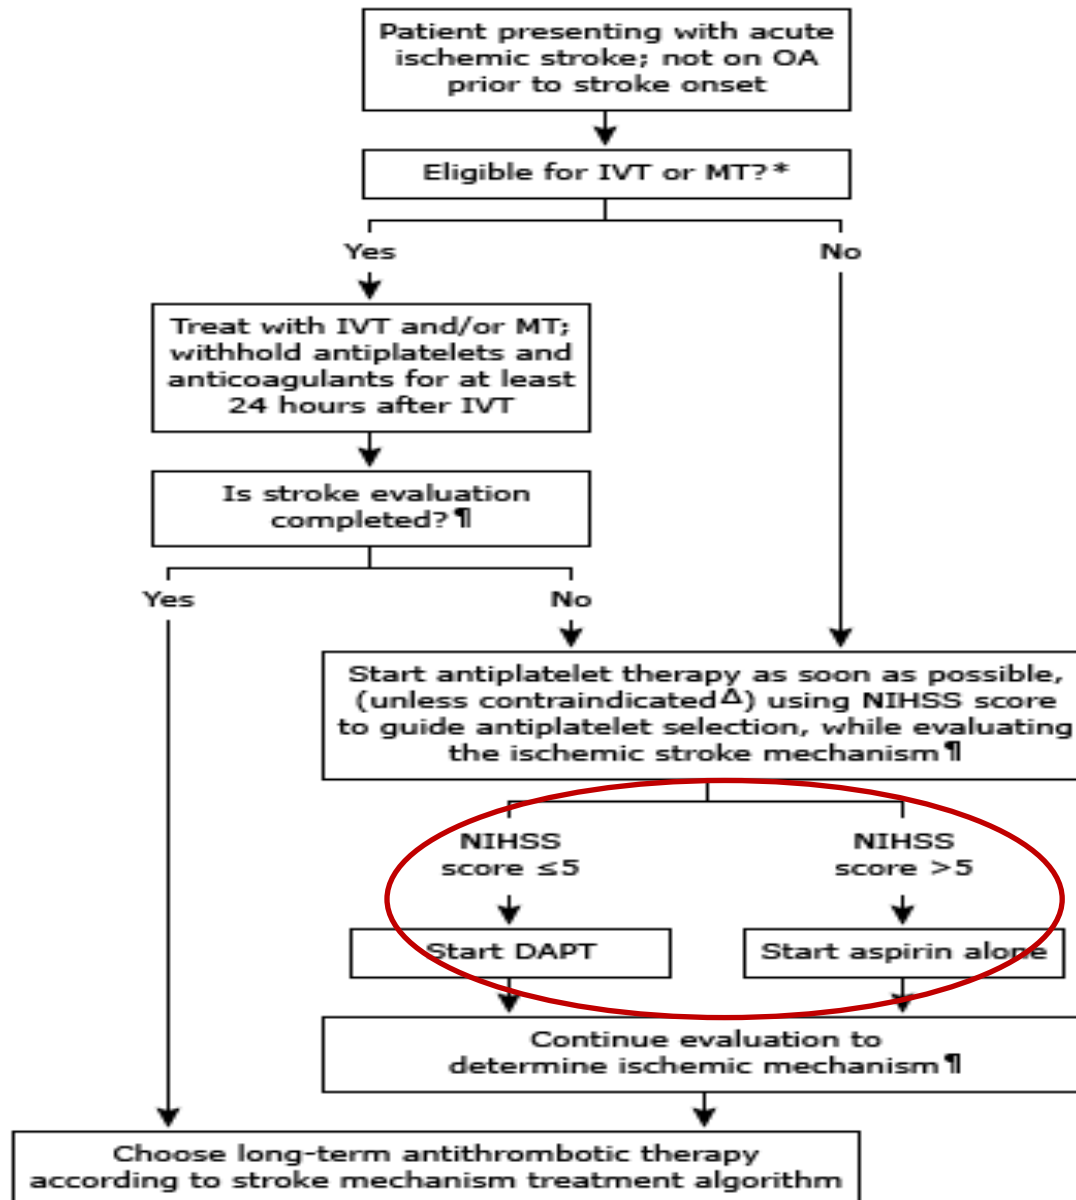 Patient presenting with acute
ischemic stroke; not on OA
prior to stroke onset
Eligible for IVT or MT?*
Yes
No
Treat with IVT and/or MT;
withhold antiplatelets and
anticoagulants for at least
24 hours after IVT
Is stroke evaluation
completed?¶
Yes
No
Start antiplatelet therapy as soon as possible,
(unless contraindicatedΔ) using NIHSS score
to guide antiplatelet selection, while evaluating
the ischemic stroke mechanism¶
NIHSS
score ≤5
NIHSS
score >5
Start DAPT
Start aspirin alone
Continue evaluation to
determine ischemic mechanism¶
Choose long-term antithrombotic therapy
according to stroke mechanism treatment algorithm